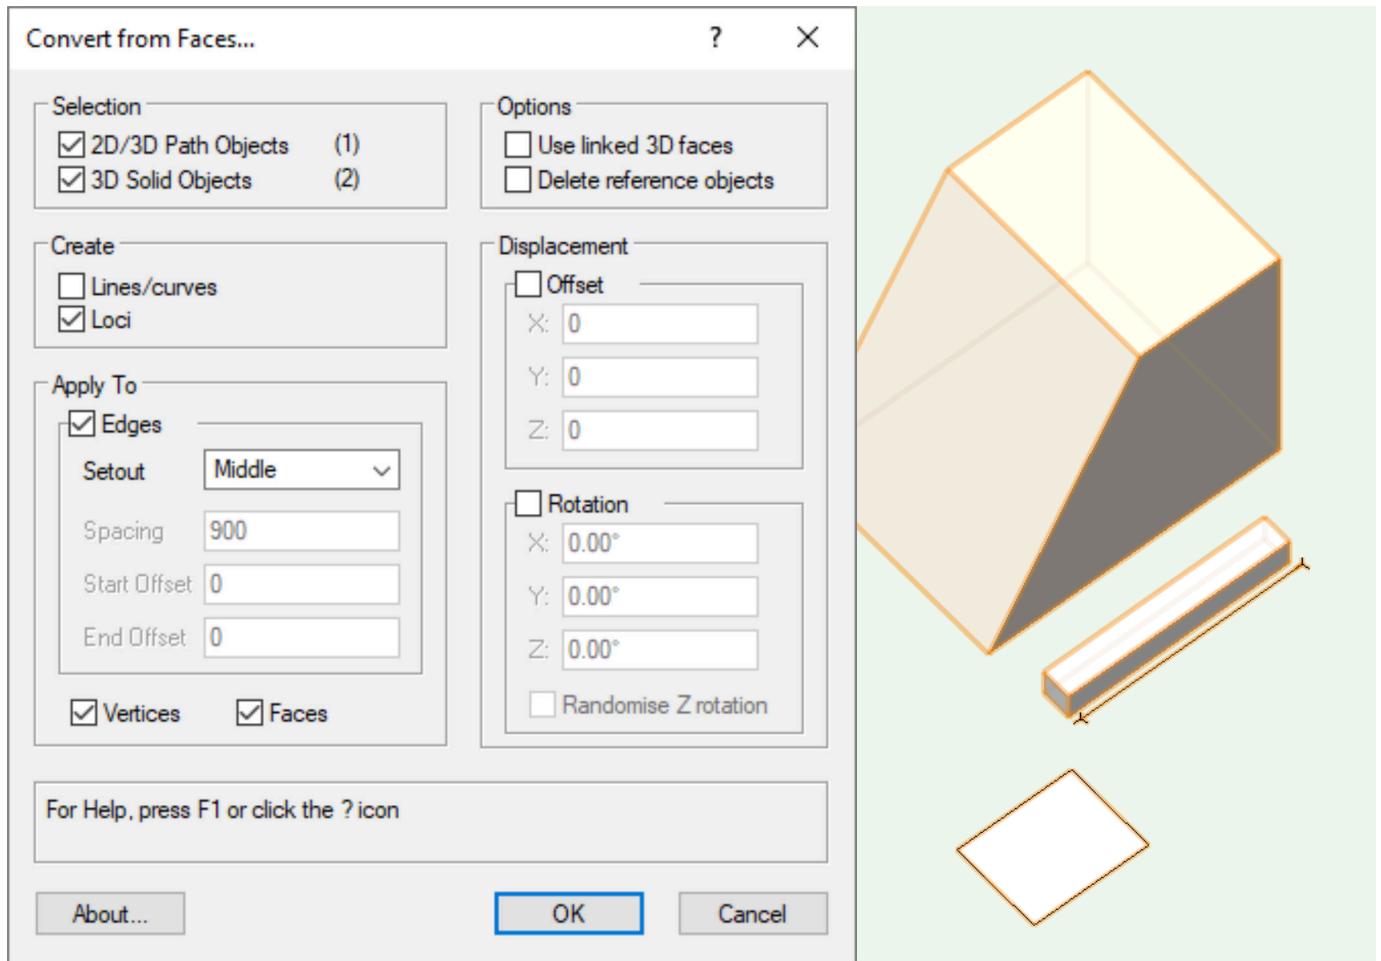 Convert from Faces... ?
Selection
2D/3D Path Objects (1)
3D Solid Objects (2)
Options
Use linked 3D faces
Delete reference objects
Create
Lines/curves
Loci
Displacement
Offset
X: 0
Y: 0
Z: 0
Apply To
Edges
Setout Middle
Spacing 900
Start Offset 0
End Offset 0
Vertices Faces
Rotation
X: 0.00°
Y: 0.00°
Z: 0.00°
Randomise Z rotation
For Help, press F1 or click the ? icon
About... OK Cancel